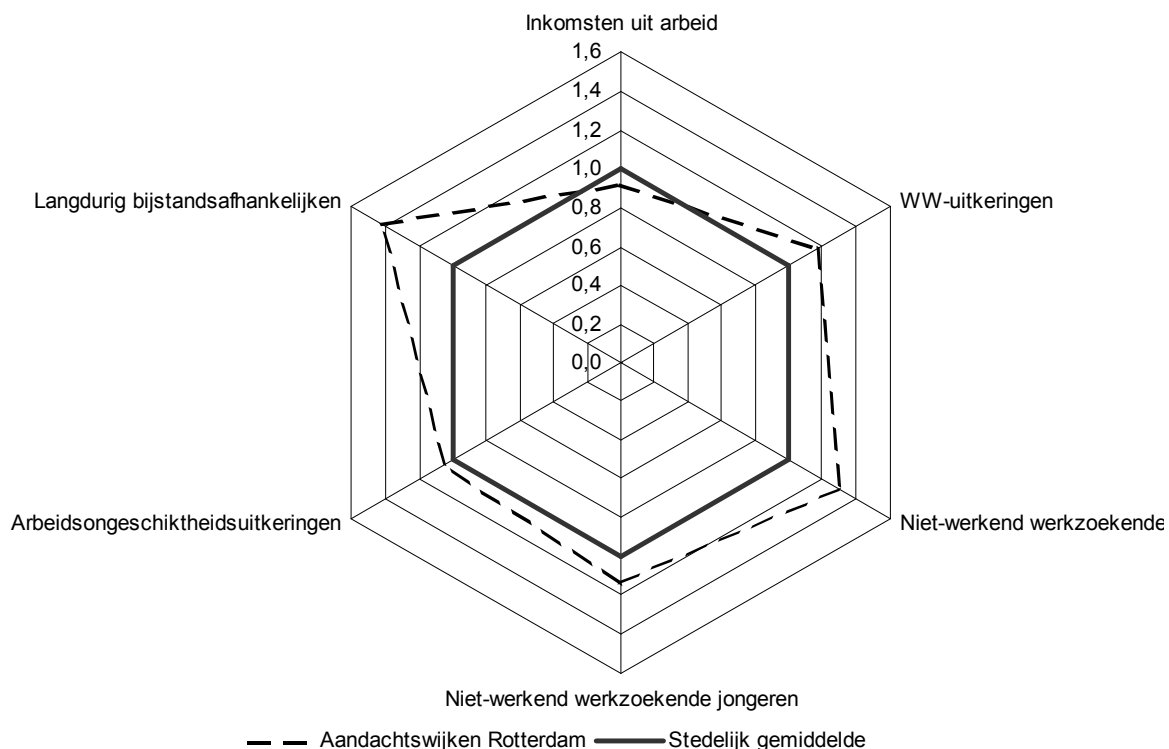 Inkomsten uit arbeid
1,6
1,4
1,2
1,0
0,8
0,6
0,4
0,2
0,0
Langdurig bijstandsafhankelijken
WW-uitkeringen
Arbeidsongeschiktheidsuitkeringen
Niet-werkend werkzoekende
Niet-werkend werkzoekende jongeren
Aandachtswijken Rotterdam
Stedelijk gemiddelde